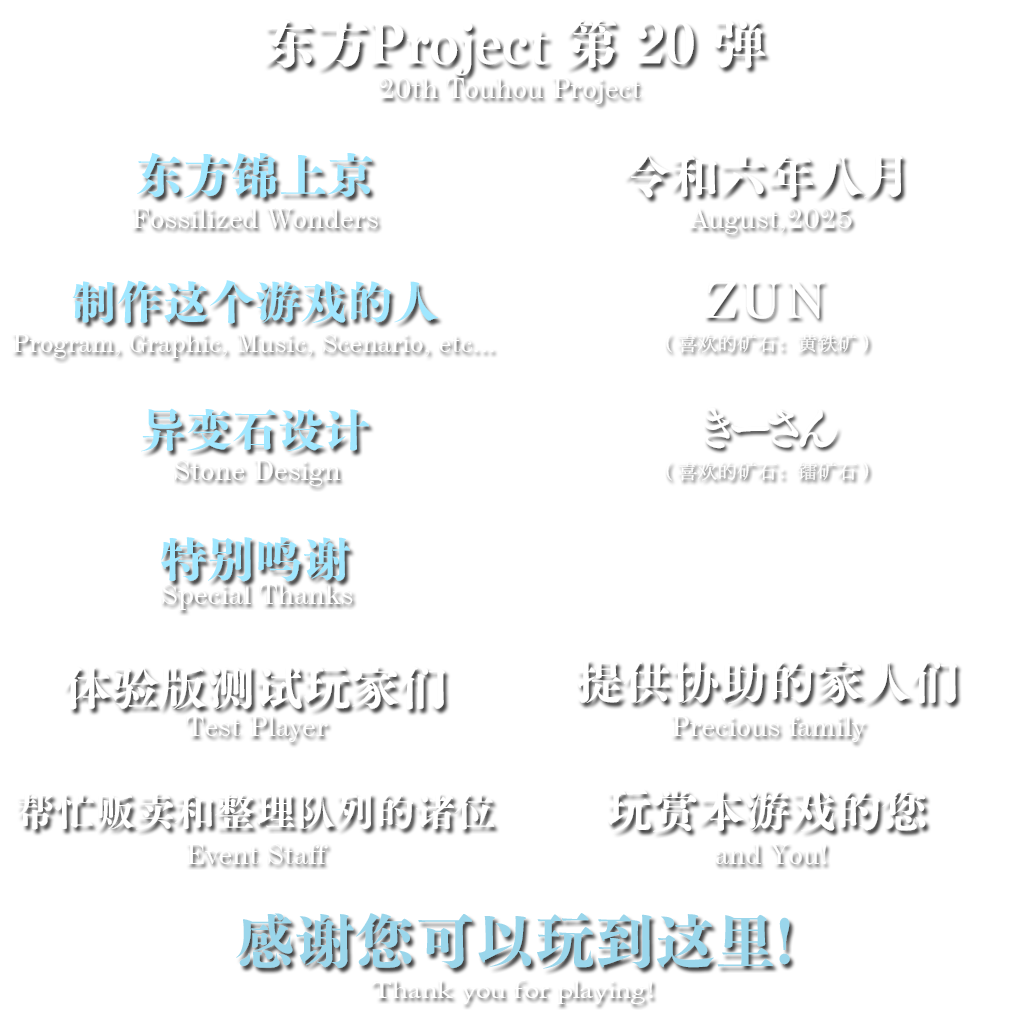 东方Project 第 20 弹
20th Touhou Project
东方锦上京
Fossilized Wonders
令和六年八月
August,2025
制作这个游戏的人
Program, Graphic, Music, Scenario, etc...
ZUN
（喜欢的矿石：黄铁矿）
异变石设计
Stone Design
きーさん
（喜欢的矿石：镭矿石）
特别鸣谢
Special Thanks
体验版测试玩家们
Test Player
提供协助的家人们
Precious family
帮忙贩卖和整理队列的诸位
Event Staff
玩赏本游戏的您
and You!
感谢您可以玩到这里!
Thank you for playing!